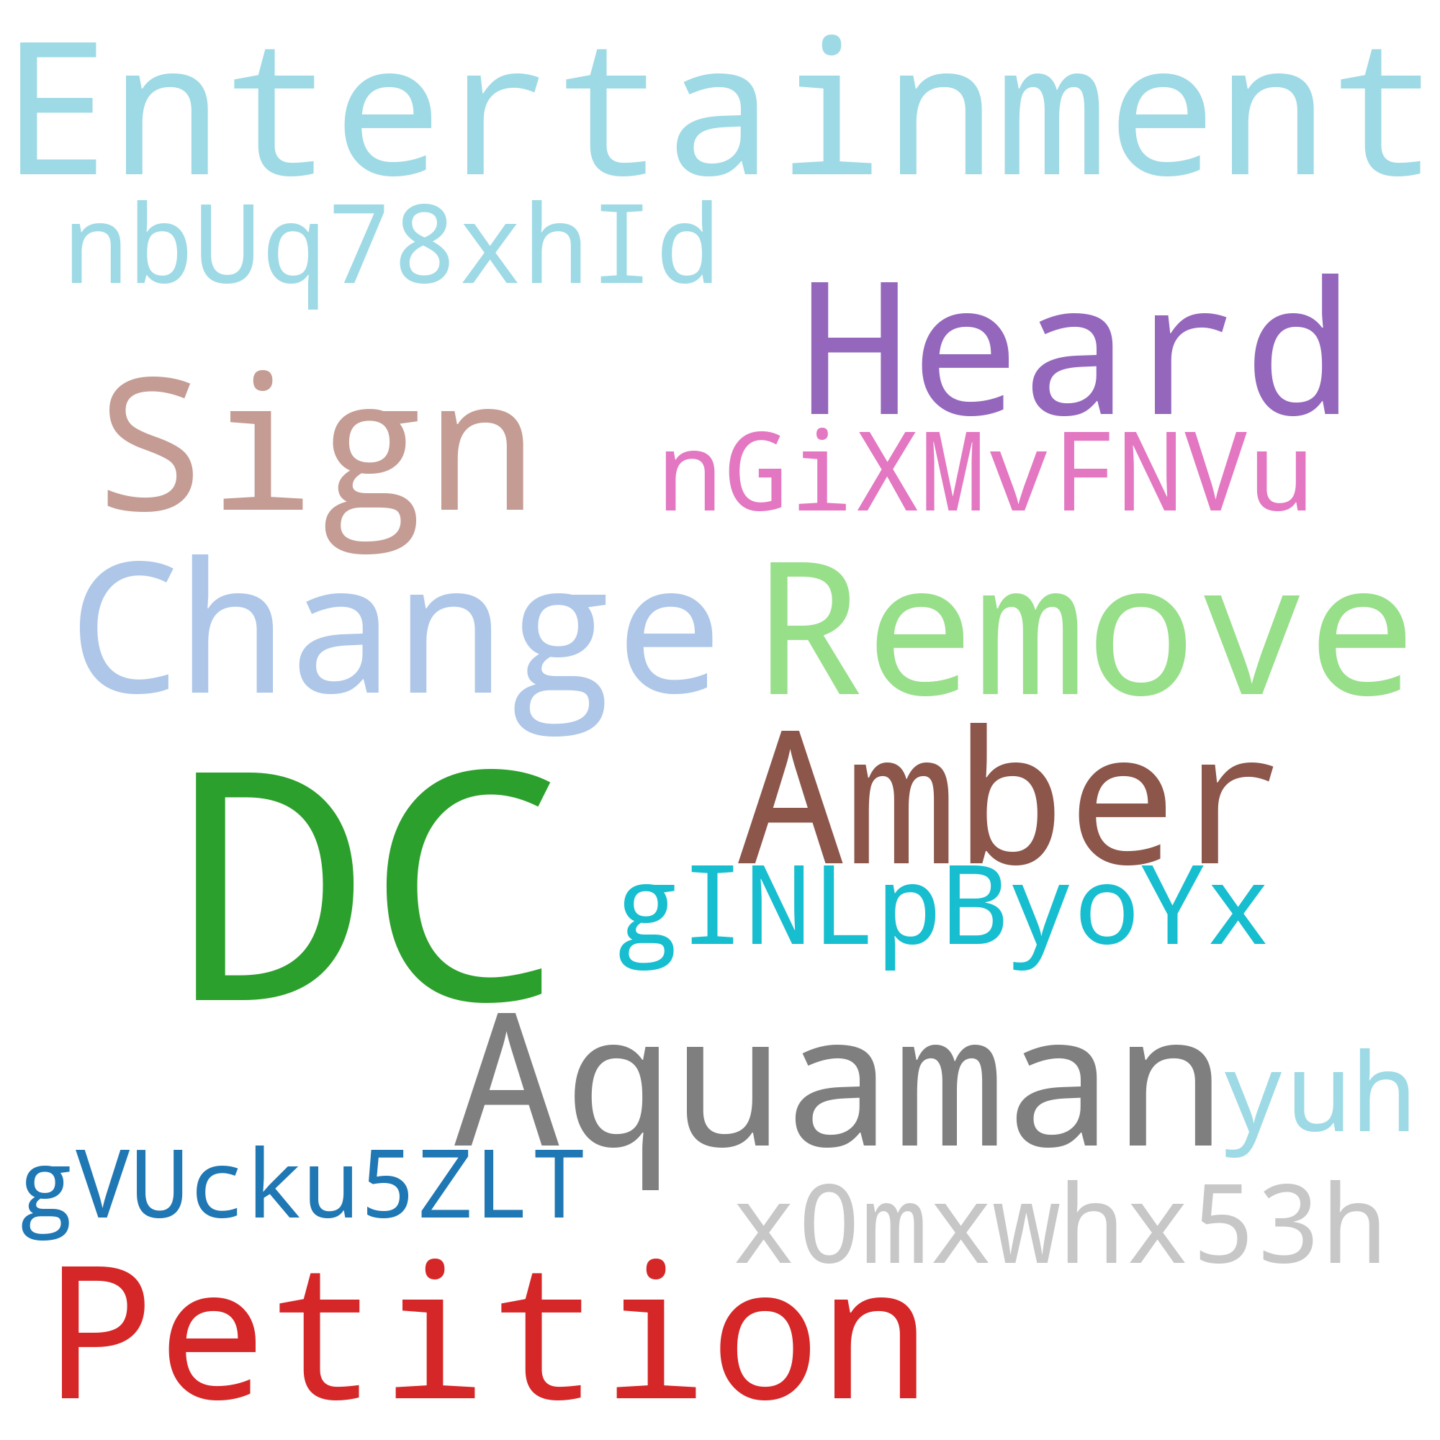 Entertainment
nbUq78xhId
Heard
Sign
nGiXMvFNVu
Change Remove
Amber
DC
gINLpByoYx
Aquaman yuh
gVUcku5ZLT
x0mxwhx53h
Petition